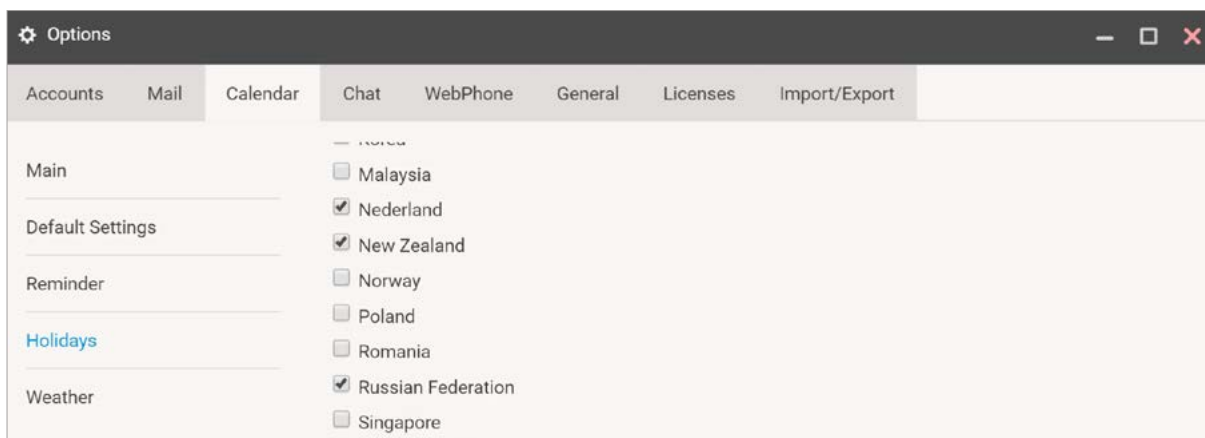 Options
Accounts Mail Calendar Chat WebPhone General Licenses Import/Export
Main
Default Settings
Reminder
Holidays
Weather
Malaysia
Nederland
New Zealand
Norway
Poland
Romania
Russian Federation
Singapore